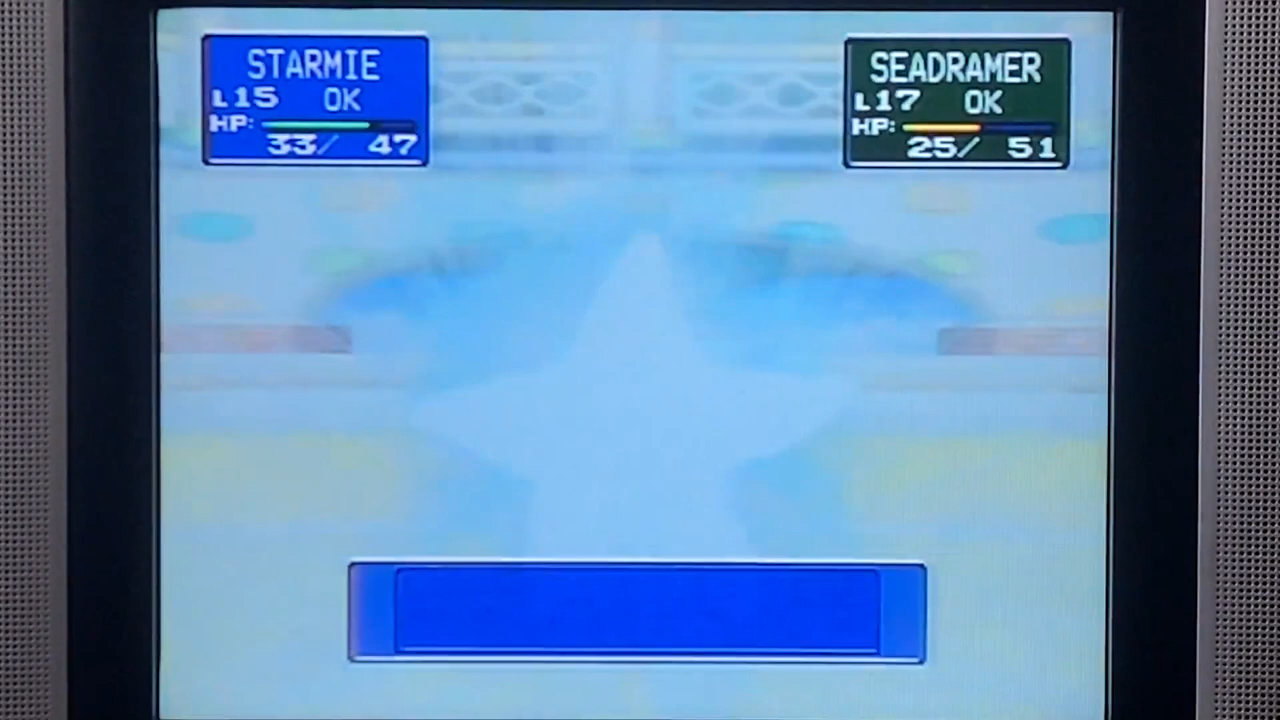 STARMIE
L15 OK
HP:
33/ 47
SEADRAMER
L17 OK
HP:
25/ 51